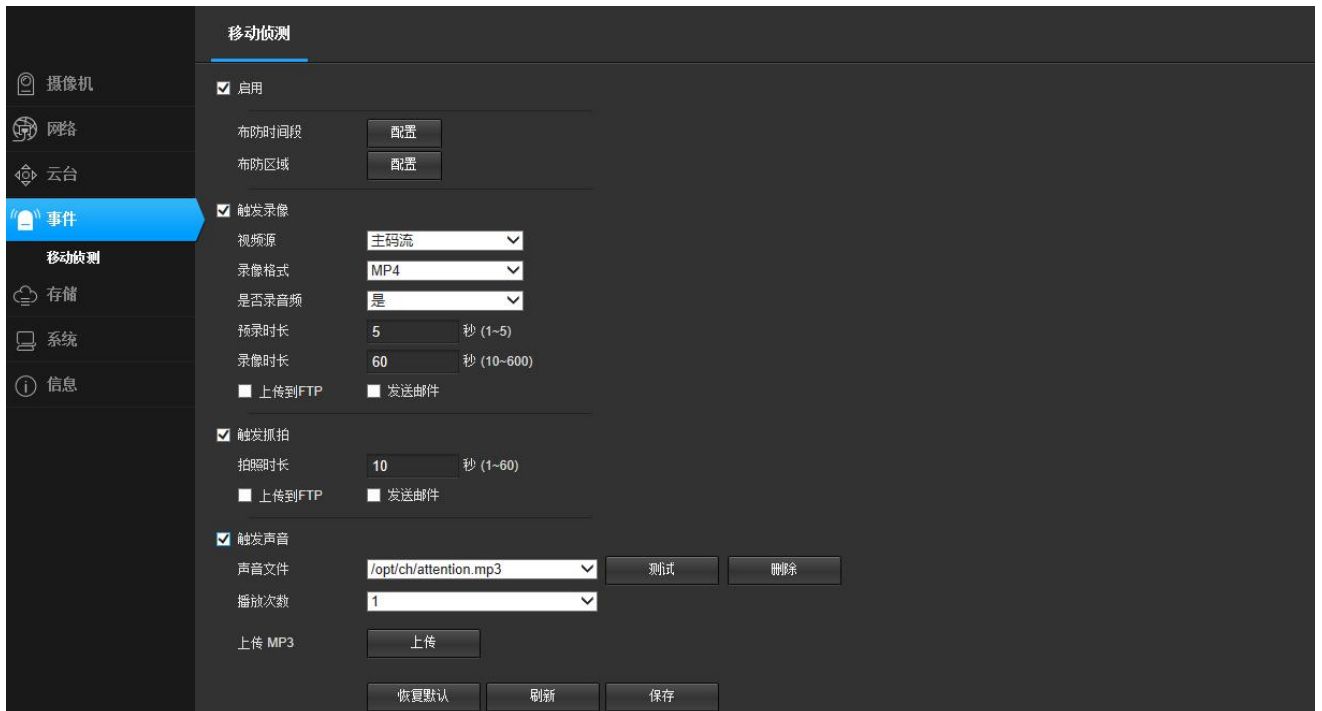 移动侦测
摄像机
网络
云台
事件
移动侦测
存储
系统
信息
启用
布防时间段 配置
布防区域 配置
触发录像
视频源 主码流
录像格式 MP4
是否录音频 是
预录时长 5 秒 (1~5)
录像时长 60 秒 (10~600)
上传到FTP 发送邮件
触发抓拍
拍照时长 10 秒 (1~60)
上传到FTP 发送邮件
触发声音
声音文件 /opt/ch/attention.mp3 测试 删除
播放次数 1
上传 MP3 上传
恢复默认 刷新 保存